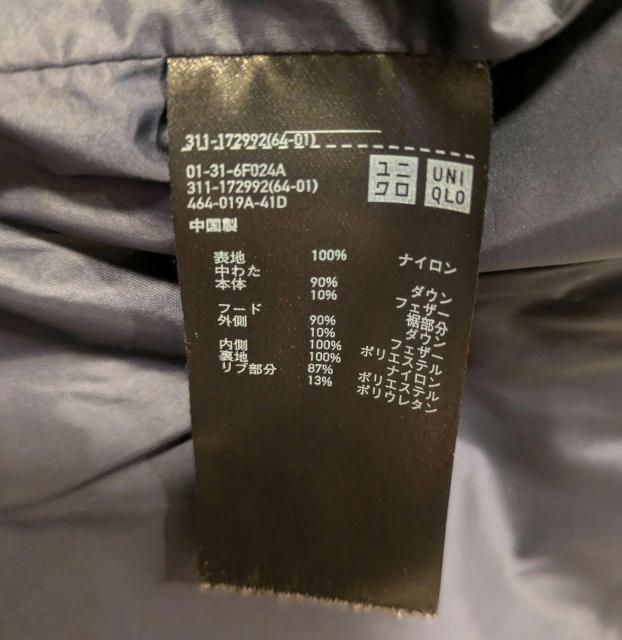 311-172992(64-01)
01-31-6F024A
311-172992(64-01)
464-019A-41D
ユニクロ
UNIQLO
中国製
表地 100% ナイロン
中わた
本体 90% ダウン
10% フェザー
フード 裾部分
外側 90% ダウン
10% フェザー
内側 100% ポリエステル
裏地 100% ナイロン
リブ部分 87% ポリエステル
13% ポリウレタン